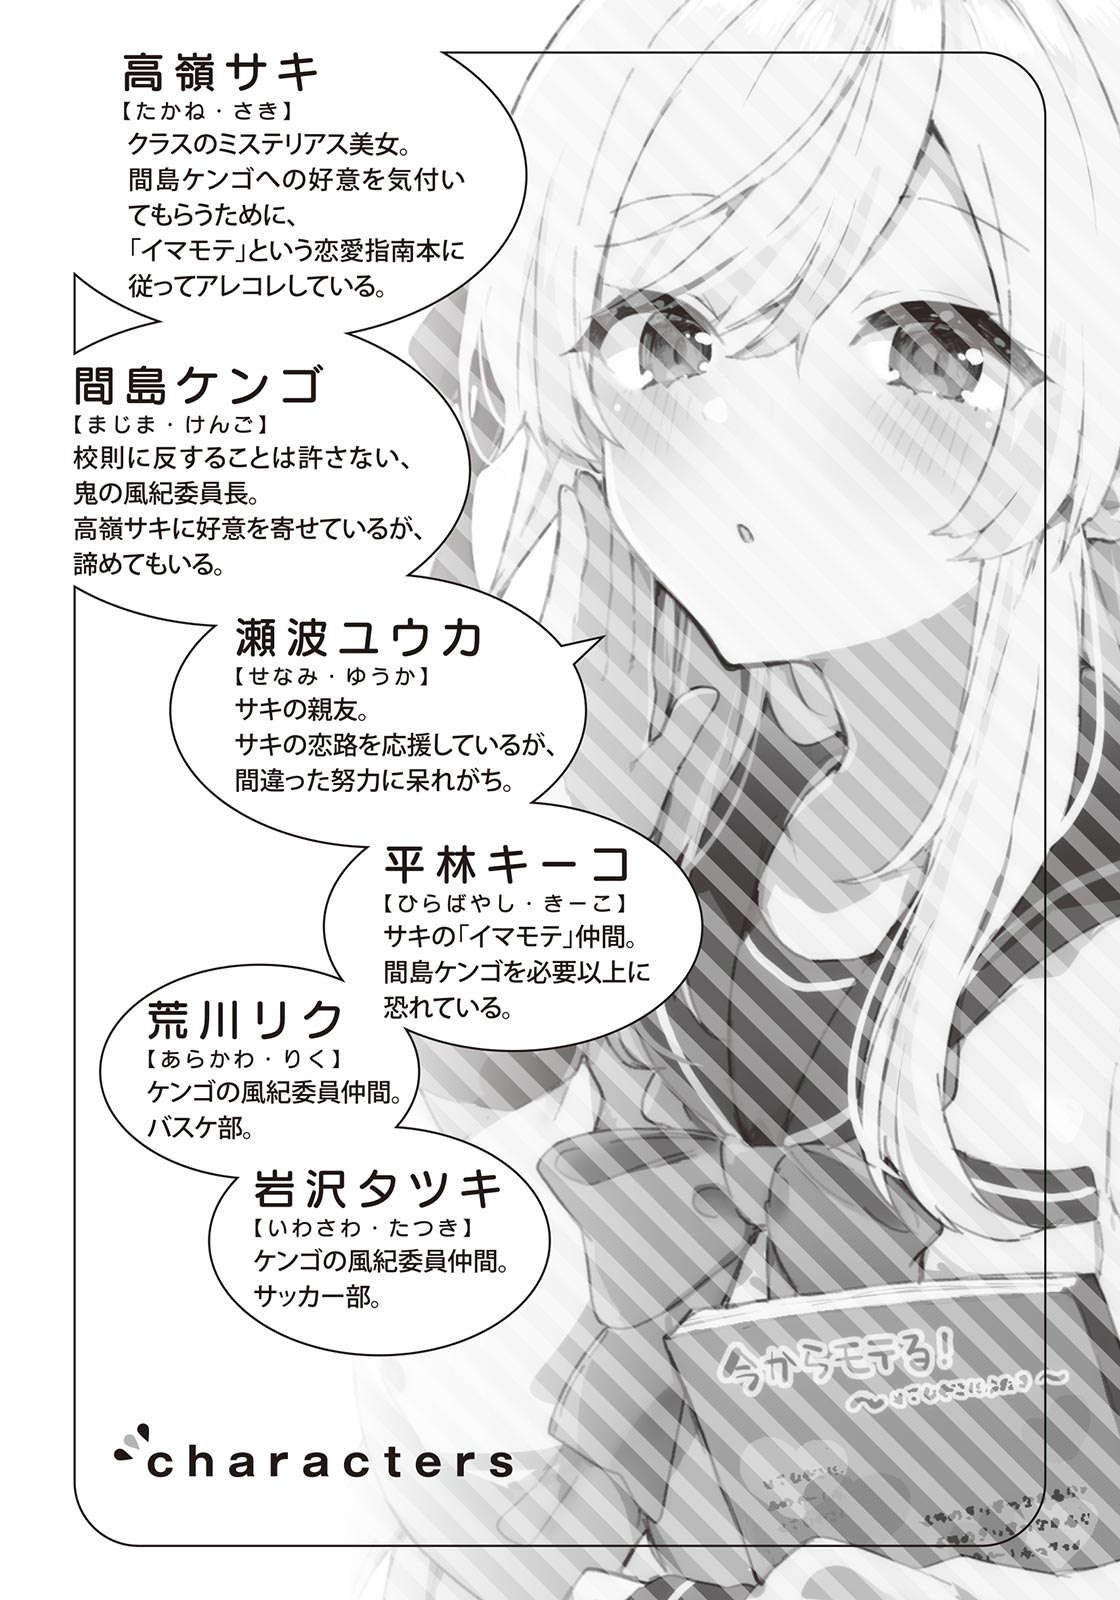 高嶺サキ
【たかね・さき】
クラスのミステリアス美女。
間島ケンゴへの好意を気付い
てもらうために、
「イマモテ」という恋愛指南本に
従ってアレコレしている。
間島ケンゴ
【まじま・けんご】
校則に反することは許さない、
鬼の風紀委員長。
高嶺サキに好意を寄せているが、
諦めてもいる。
瀬波ユウカ
【せなみ・ゆうか】
サキの親友。
サキの恋路を応援しているが、
間違った努力に呆れがち。
平林キーコ
【ひらばやし・きーこ】
サキの「イマモテ」仲間。
間島ケンゴを必要以上に
恐れている。
荒川リク
【あらかわ・りく】
ケンゴの風紀委員仲間。
バスケ部。
岩沢タツキ
【いわさわ・たつき】
ケンゴの風紀委員仲間。
サッカー部。
今からモテる!
characters